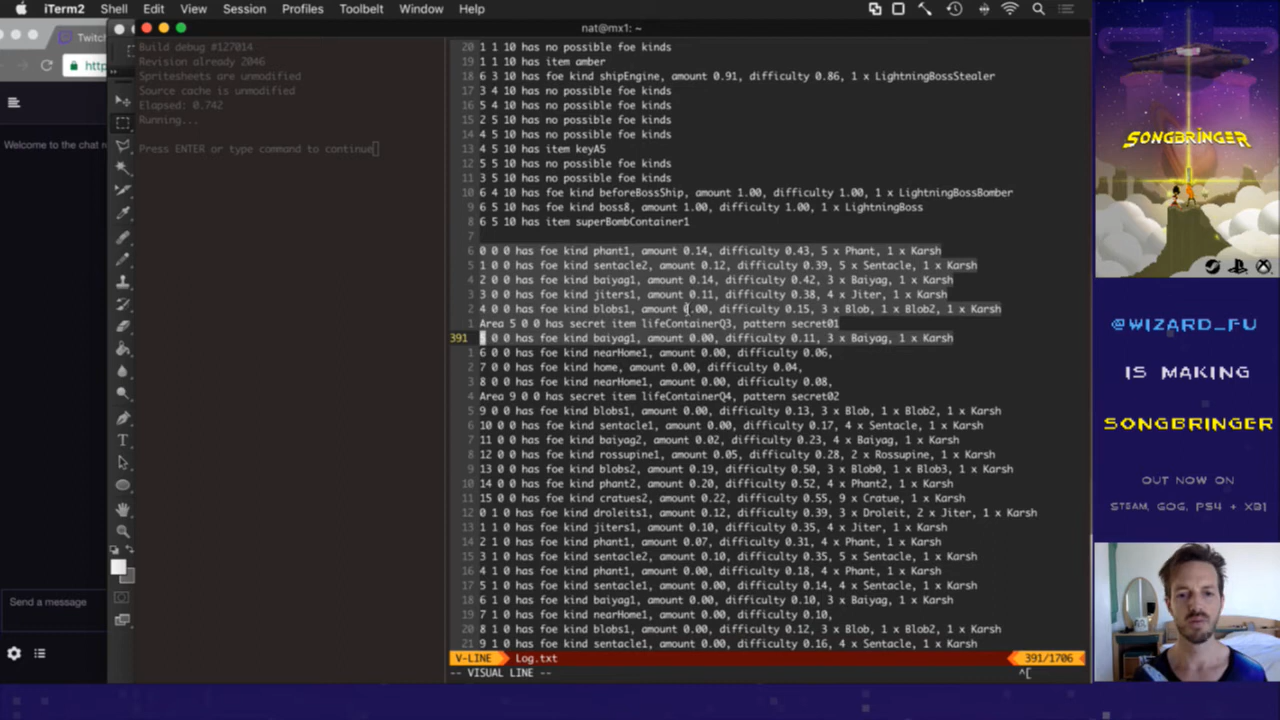 iTerm2 Shell Edit View Session Profiles Toolbelt Window Help
nat@mx1: ~
Twitch
http
Welcome to the chat r
Send a message
Build debug #127014
Revision already 2046
Spritesheets are unmodified
Source cache is unmodified
Elapsed: 0.742
Running...
Press ENTER or type command to continue
20 1 1 10 has no possible foe kinds
19 1 1 10 has item amber
18 6 3 10 has foe kind shipEngine, amount 0.91, difficulty 0.86, 1 x LightningBossStealer
17 3 4 10 has no possible foe kinds
16 5 4 10 has no possible foe kinds
15 2 5 10 has no possible foe kinds
14 4 5 10 has no possible foe kinds
13 4 5 10 has item keyA5
12 5 5 10 has no possible foe kinds
11 3 5 10 has no possible foe kinds
10 6 4 10 has foe kind beforeBossShip, amount 1.00, difficulty 1.00, 1 x LightningBossBomber
9 6 5 10 has foe kind boss8, amount 1.00, difficulty 1.00, 1 x LightningBoss
8 6 5 10 has item superBombContainer1
7
6 0 0 0 has foe kind phant1, amount 0.14, difficulty 0.43, 5 x Phant, 1 x Karsh
5 1 0 0 has foe kind sentacle2, amount 0.12, difficulty 0.39, 5 x Sentacle, 1 x Karsh
4 2 0 0 has foe kind baiyag1, amount 0.14, difficulty 0.42, 3 x Baiyag, 1 x Karsh
3 3 0 0 has foe kind jiters1, amount 0.11, difficulty 0.38, 4 x Jiter, 1 x Karsh
2 4 0 0 has foe kind blobs1, amount 0.00, difficulty 0.15, 3 x Blob, 1 x Blob2, 1 x Karsh
1 Area 5 0 0 has secret item lifeContainerQ3, pattern secret01
391 0 0 has foe kind baiyag1, amount 0.00, difficulty 0.11, 3 x Baiyag, 1 x Karsh
1 6 0 0 has foe kind nearHome1, amount 0.00, difficulty 0.06,
2 7 0 0 has foe kind home, amount 0.00, difficulty 0.04,
3 8 0 0 has foe kind nearHome1, amount 0.00, difficulty 0.08,
4 Area 9 0 0 has secret item lifeContainerQ4, pattern secret02
5 9 0 0 has foe kind blobs1, amount 0.00, difficulty 0.13, 3 x Blob, 1 x Blob2, 1 x Karsh
6 10 0 0 has foe kind sentacle1, amount 0.00, difficulty 0.17, 4 x Sentacle, 1 x Karsh
7 11 0 0 has foe kind baiyag2, amount 0.02, difficulty 0.23, 4 x Baiyag, 1 x Karsh
8 12 0 0 has foe kind rossupine1, amount 0.05, difficulty 0.28, 2 x Rossupine, 1 x Karsh
9 13 0 0 has foe kind blobs2, amount 0.19, difficulty 0.50, 3 x Blob0, 1 x Blob3, 1 x Karsh
10 14 0 0 has foe kind phant2, amount 0.20, difficulty 0.52, 4 x Phant2, 1 x Karsh
11 15 0 0 has foe kind cratues2, amount 0.22, difficulty 0.55, 9 x Cratue, 1 x Karsh
12 0 1 0 has foe kind droleits1, amount 0.12, difficulty 0.39, 3 x Droleit, 2 x Jiter, 1 x Karsh
13 1 1 0 has foe kind jiters1, amount 0.10, difficulty 0.35, 4 x Jiter, 1 x Karsh
14 2 1 0 has foe kind phant1, amount 0.07, difficulty 0.31, 4 x Phant, 1 x Karsh
15 3 1 0 has foe kind sentacle2, amount 0.10, difficulty 0.35, 5 x Sentacle, 1 x Karsh
16 4 1 0 has foe kind phant1, amount 0.00, difficulty 0.18, 4 x Phant, 1 x Karsh
17 5 1 0 has foe kind sentacle1, amount 0.00, difficulty 0.14, 4 x Sentacle, 1 x Karsh
18 6 1 0 has foe kind baiyag1, amount 0.00, difficulty 0.10, 3 x Baiyag, 1 x Karsh
19 7 1 0 has foe kind nearHome1, amount 0.00, difficulty 0.10,
20 8 1 0 has foe kind blobs1, amount 0.00, difficulty 0.12, 3 x Blob, 1 x Blob2, 1 x Karsh
21 9 1 0 has foe kind sentacle1, amount 0.00, difficulty 0.16, 4 x Sentacle, 1 x Karsh
V-LINE Log.txt 391/1706
-- VISUAL LINE -- ^[
SONGBRINGER
@WIZARD_FU
IS MAKING
SONGBRINGER
OUT NOW ON
STEAM, GOG, PS4 + XB1